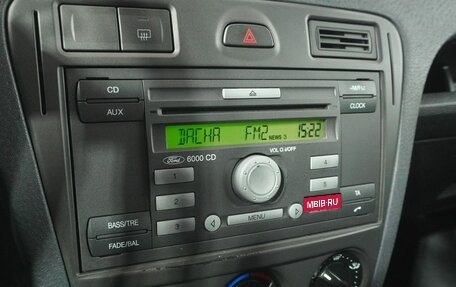 CD
AUX
CLOCK
DACHA FM2 NEWS 3 15:22
VOL O./OFF
Ford 6000 CD
1
4
2
5
3
BASS/TRE
FADE/BAL
MENU
TA
MBIB.RU